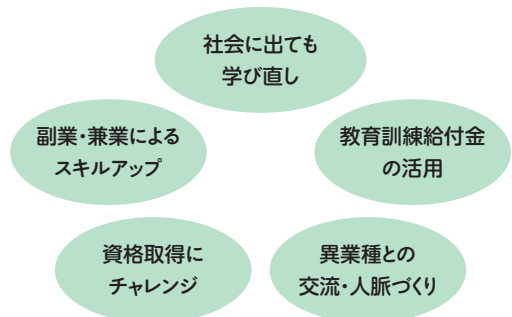 社会に出ても
学び直し
副業・兼業による
スキルアップ
教育訓練給付金
の活用
資格取得に
チャレンジ
異業種との
交流・人脈づくり